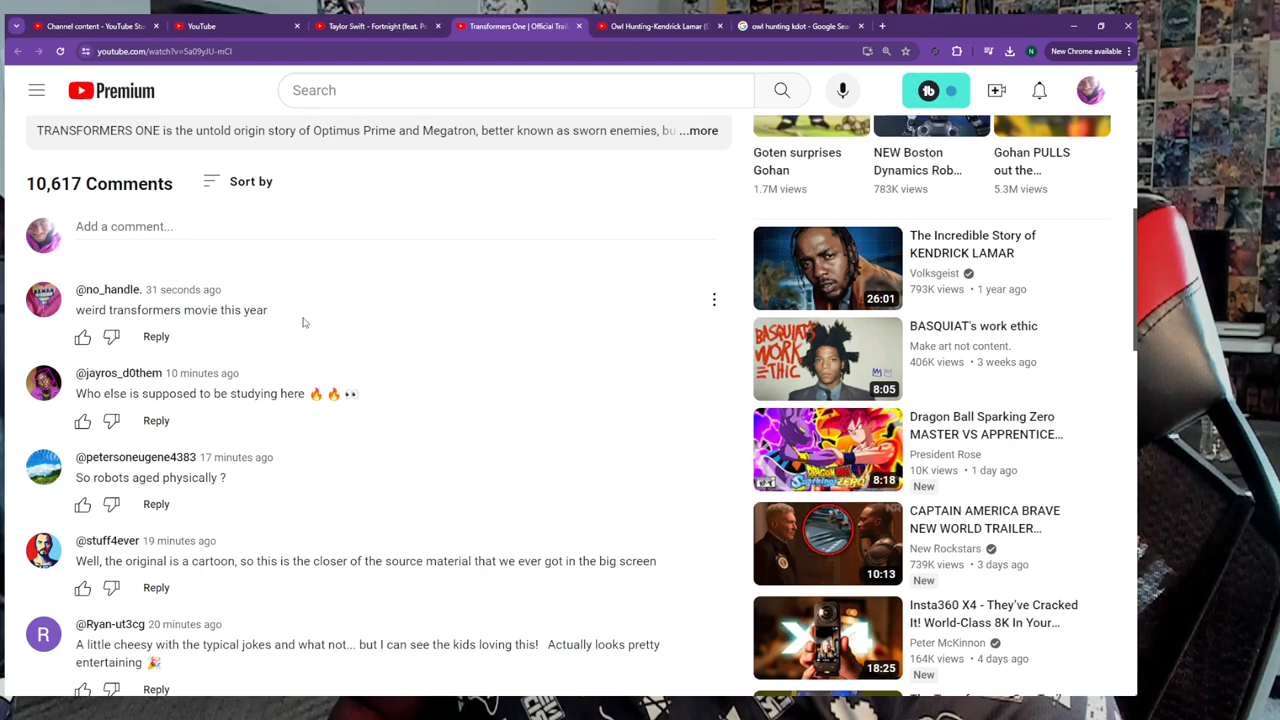 Channel content - YouTube Stu
YouTube
Taylor Swift - Fortnight (feat. Po
Transformers One | Official Trai
Owl Hunting-Kendrick Lamar (
owl hunting kdot - Google Sea
youtube.com/watch?v=5a09yJU-mCI
New Chrome available
Premium
Search
TRANSFORMERS ONE is the untold origin story of Optimus Prime and Megatron, better known as sworn enemies, bu ...more
10,617 Comments
Sort by
Add a comment...
@no_handle. 31 seconds ago
weird transformers movie this year
Reply
@jayros_d0them 10 minutes ago
Who else is supposed to be studying here 🔥 🔥 👀
Reply
@petersoneugene4383 17 minutes ago
So robots aged physically ?
Reply
@stuff4ever 19 minutes ago
Well, the original is a cartoon, so this is the closer of the source material that we ever got in the big screen
Reply
R
@Ryan-ut3cg 20 minutes ago
A little cheesy with the typical jokes and what not... but I can see the kids loving this! Actually looks pretty
entertaining 🎉
Reply
Goten surprises
Gohan
1.7M views
NEW Boston
Dynamics Rob...
783K views
Gohan PULLS
out the...
5.3M views
26:01
The Incredible Story of
KENDRICK LAMAR
Volksgeist
793K views • 1 year ago
BASQUIAT'S
WORK
ETHIC
8:05
BASQUIAT's work ethic
Make art not content.
406K views • 3 weeks ago
8:18
Dragon Ball Sparking Zero
MASTER VS APPRENTICE...
President Rose
10K views • 1 day ago
New
10:13
CAPTAIN AMERICA BRAVE
NEW WORLD TRAILER...
New Rockstars
739K views • 3 days ago
New
18:25
Insta360 X4 - They've Cracked
It! World-Class 8K In Your...
Peter McKinnon
164K views • 4 days ago
New